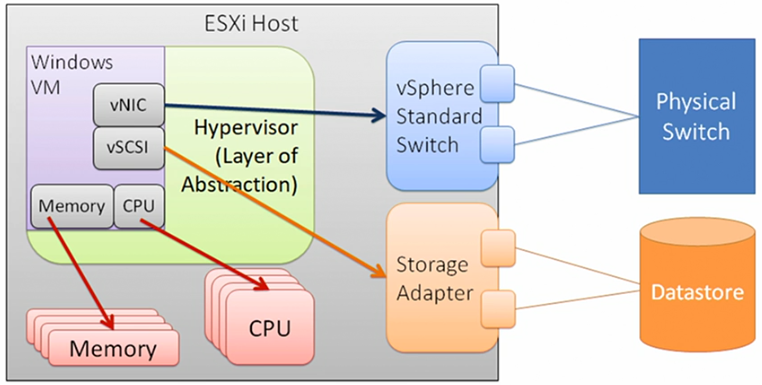 ESXi Host
Windows
VM
vNIC
vSCSI
Memory
CPU
Hypervisor
(Layer of
Abstraction)
vSphere
Standard
Switch
Physical
Switch
Storage
Adapter
Datastore
Memory
CPU